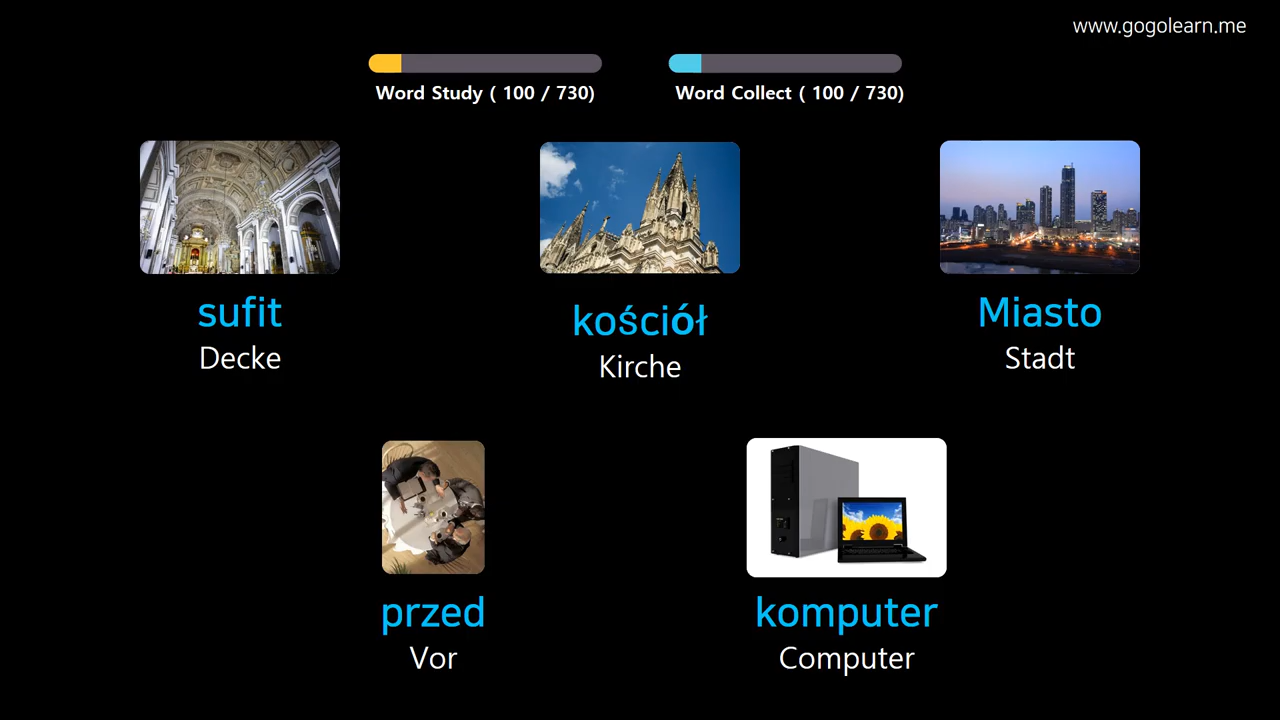 www.gogolearn.me
Word Study ( 100 / 730)
Word Collect ( 100 / 730)
sufit
Decke
kościół
Kirche
Miasto
Stadt
przed
Vor
komputer
Computer